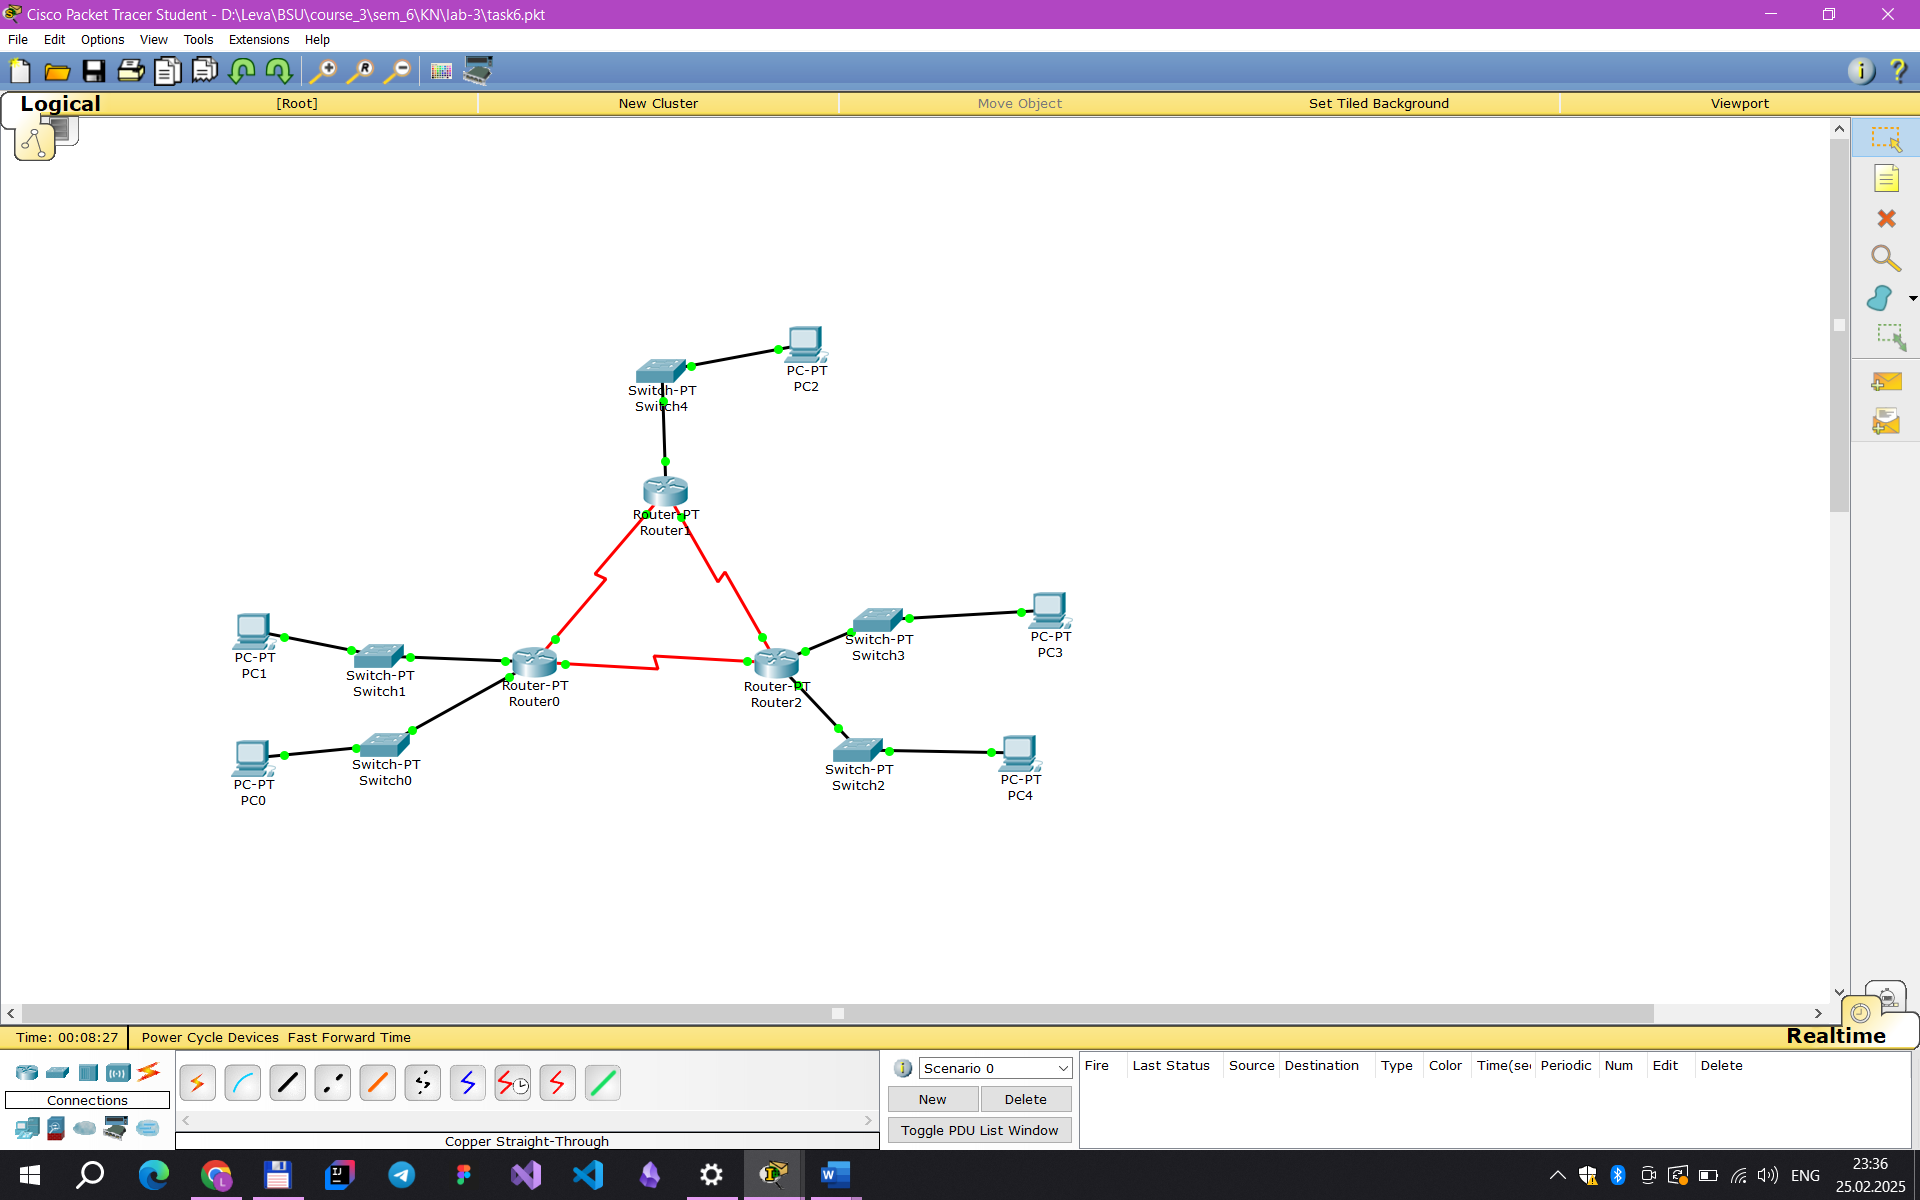 Cisco Packet Tracer Student - D:\Leva\BSU\course_3\sem_6\KN\lab-3\task6.pkt
File Edit Options View Tools Extensions Help
Logical [Root] New Cluster Move Object Set Tiled Background Viewport
PC-PT
PC2
Switch-PT
Switch4
Router-PT
Router1
PC-PT
PC3
Switch-PT
Switch3
PC-PT
PC1
Switch-PT
Switch1
Router-PT
Router0
Router-PT
Router2
PC-PT
PC0
Switch-PT
Switch0
Switch-PT
Switch2
PC-PT
PC4
Time: 00:08:27 Power Cycle Devices Fast Forward Time Realtime
Connections
Copper Straight-Through
Scenario 0
New Delete
Toggle PDU List Window
Fire Last Status Source Destination Type Color Time(sec Periodic Num Edit Delete
ENG
23:36
25.02.2025